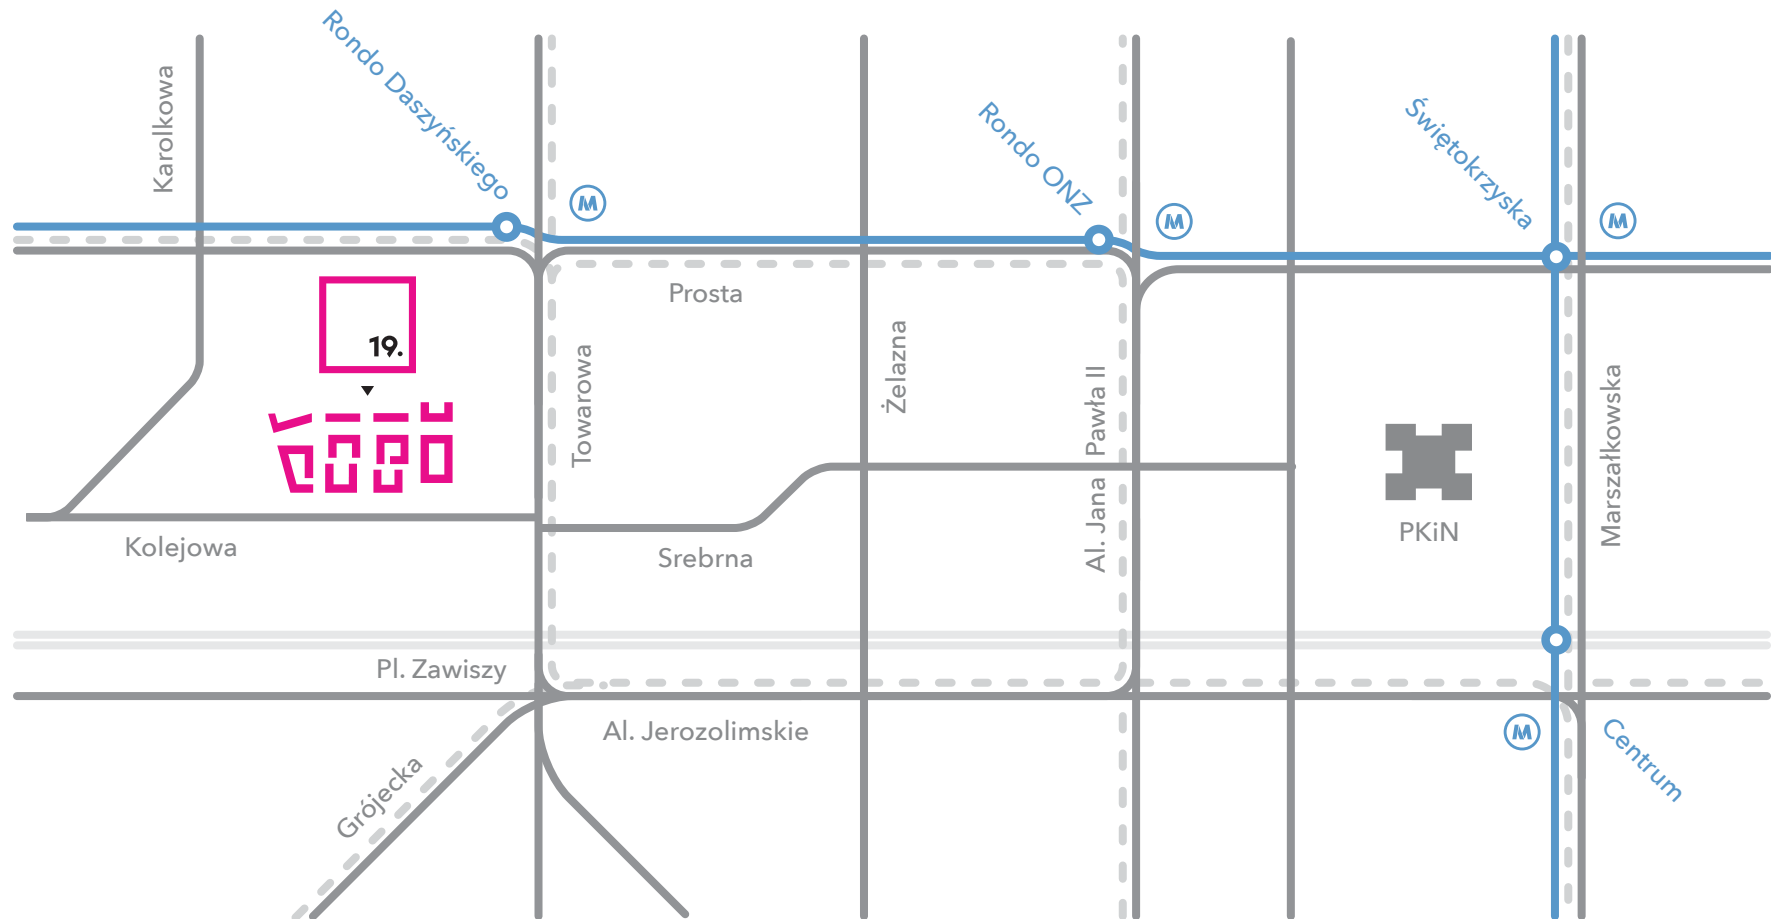 Rondo Daszyńskiego
Karolkowa
Rondo ONZ
Świętokrzyska
M
M
M
Prosta
19.
Towarowa
Żelazna
Al. Jana Pawła II
Marszałkowska
PKiN
Kolejowa
Srebrna
Pl. Zawiszy
Al. Jerozolimskie
M
Centrum
Grójecka